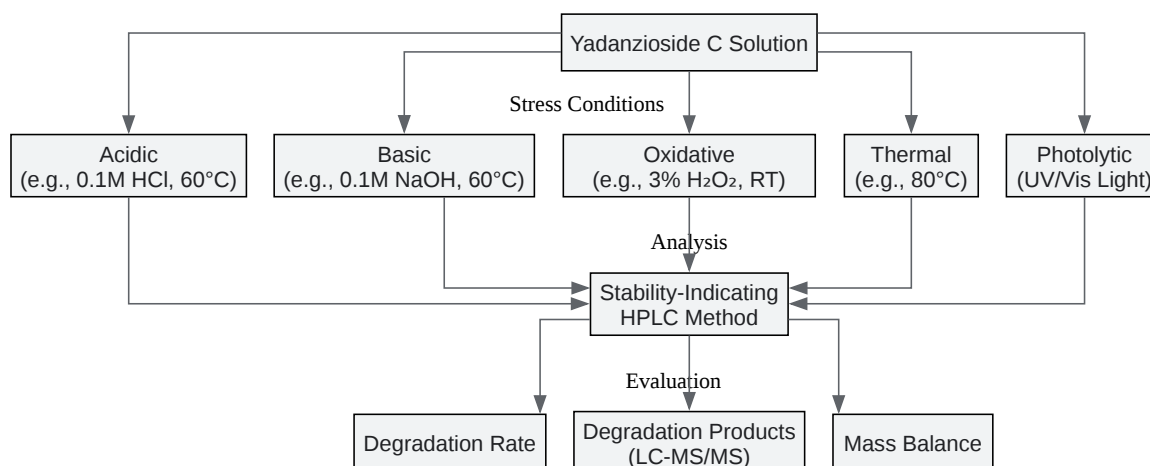 Yadanzioside C Solution
Stress Conditions
Acidic
(e.g., 0.1M HCl, 60°C)
Basic
(e.g., 0.1M NaOH, 60°C)
Oxidative
(e.g., 3% H₂O₂, RT)
Thermal
(e.g., 80°C)
Photolytic
(UV/Vis Light)
Analysis
Stability-Indicating
HPLC Method
Evaluation
Degradation Rate
Degradation Products
(LC-MS/MS)
Mass Balance